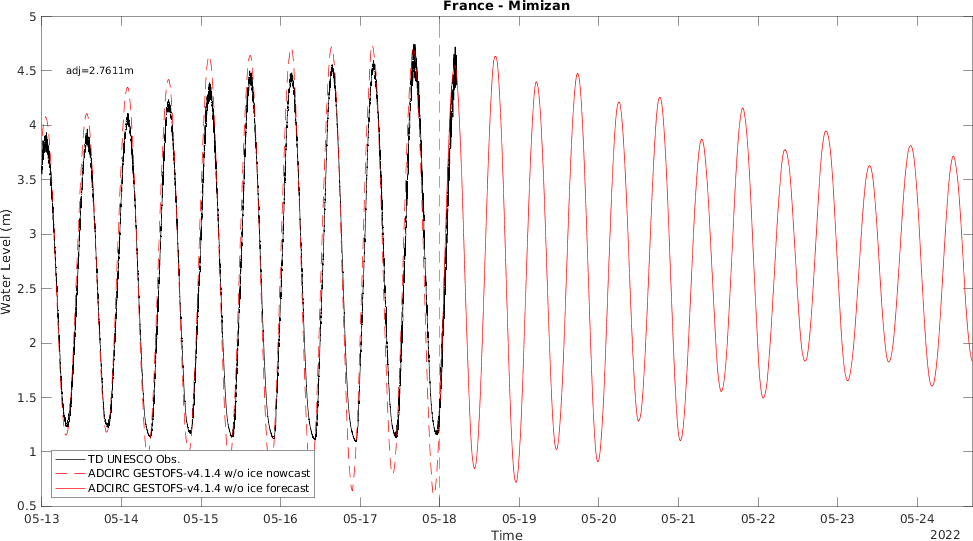 France - Mimizan
adj=2.7611m
5
4.5
4
3.5
3
2.5
2
1.5
1
0.5
Water Level (m)
TD UNESCO Obs.
ADCIRC GESTOFS-v4.1.4 w/o ice nowcast
ADCIRC GESTOFS-v4.1.4 w/o ice forecast
05-13 05-14 05-15 05-16 05-17 05-18 05-19 05-20 05-21 05-22 05-23 05-24
Time
2022